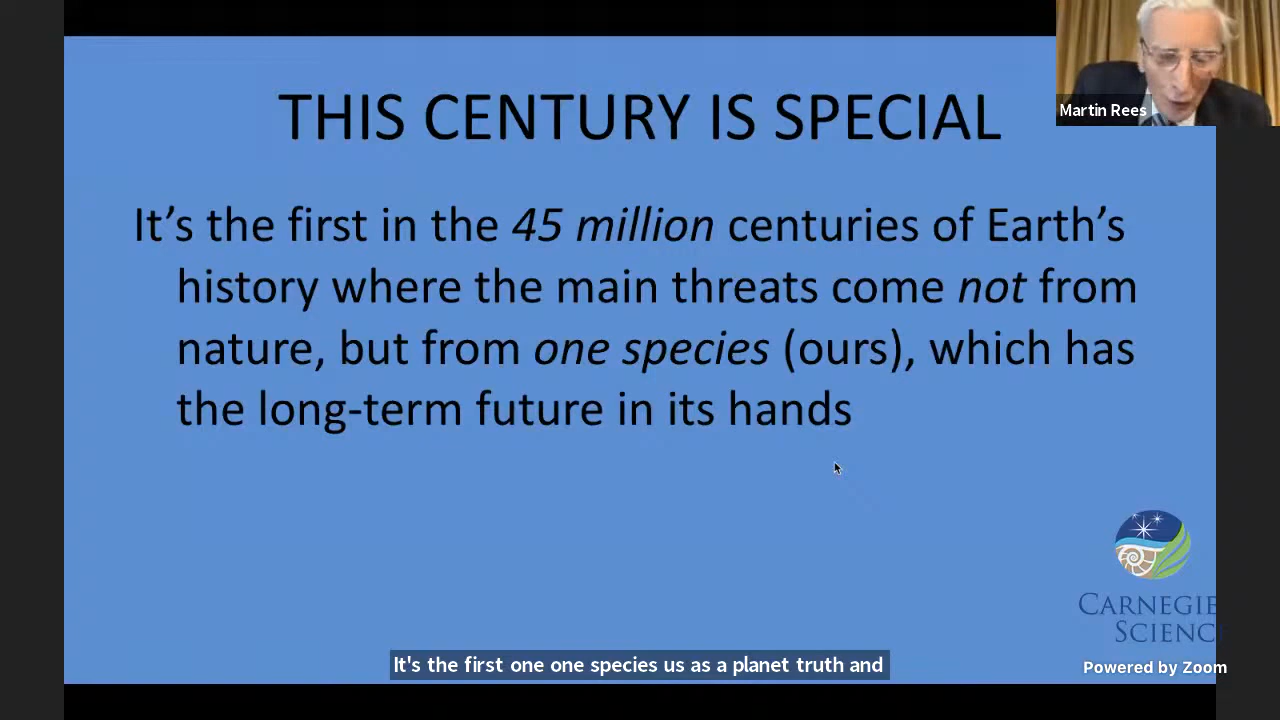 THIS CENTURY IS SPECIAL
Martin Rees
It's the first in the 45 million centuries of Earth's
history where the main threats come not from
nature, but from one species (ours), which has
the long-term future in its hands
CARNEGIE
SCIENC
It's the first one one species us as a planet truth and
Powered by Zoom